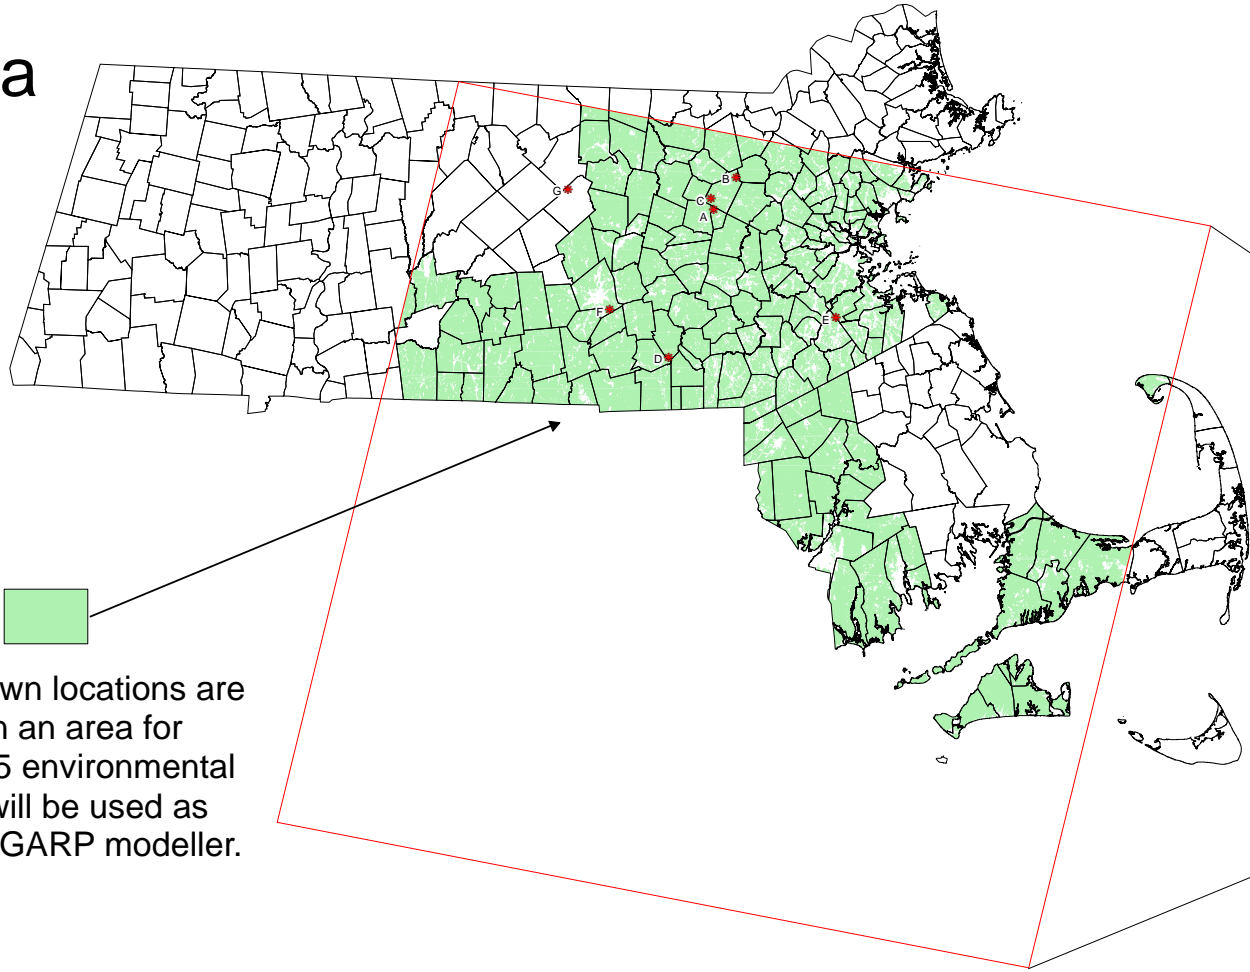 a
G
B
C
A
F
E
D
wn locations are
n an area for
5 environmental
will be used as
GARP modeller.